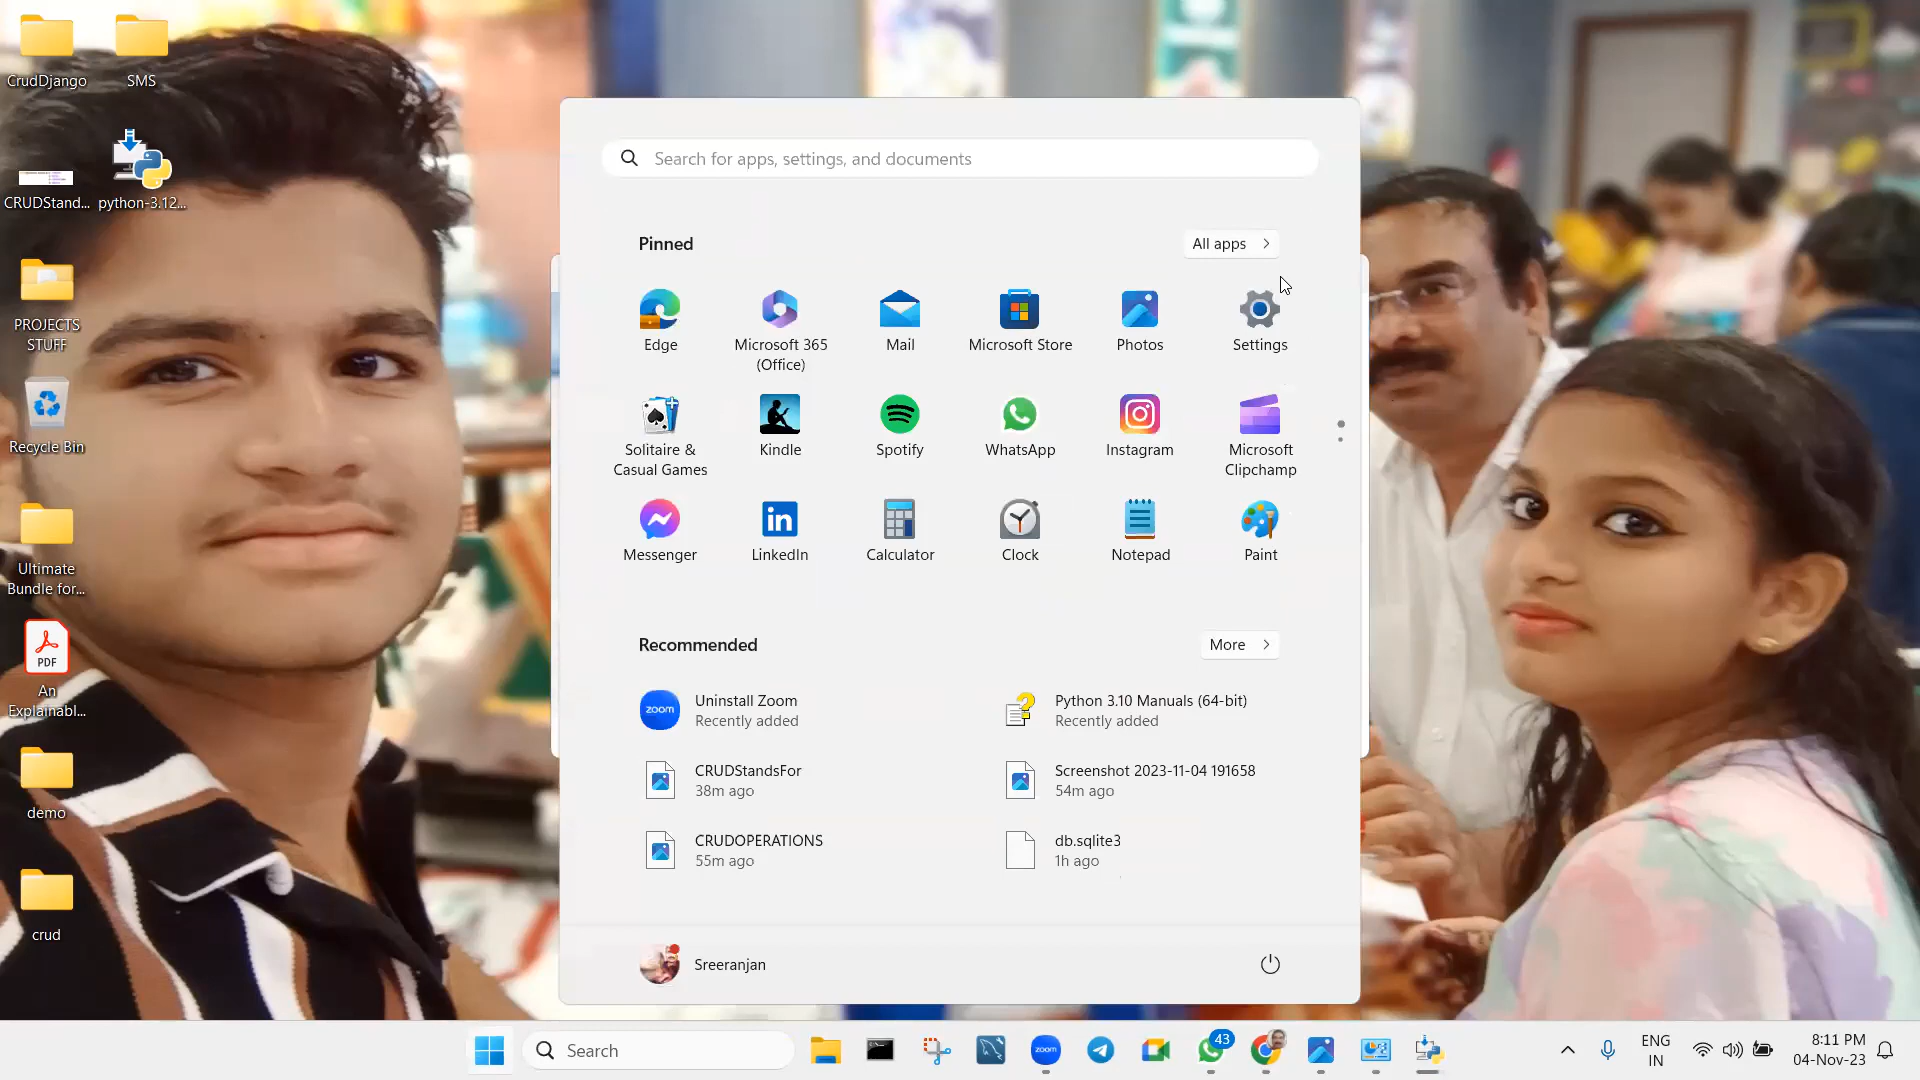 CrudDjango
SMS
CRUDStand...
python-3.12...
PROJECTS
STUFF
Recycle Bin
Ultimate
Bundle for...
PDF
An
Explainabl...
demo
crud
Search for apps, settings, and documents
Pinned
All apps
Edge
Microsoft 365
(Office)
Mail
Microsoft Store
Photos
Settings
Solitaire &
Casual Games
Kindle
Spotify
WhatsApp
Instagram
Microsoft
Clipchamp
Messenger
in
LinkedIn
Calculator
Clock
Notepad
Paint
Recommended
More
zoom
Uninstall Zoom
Recently added
Python 3.10 Manuals (64-bit)
Recently added
CRUDStandsFor
38m ago
Screenshot 2023-11-04 191658
54m ago
CRUDOPERATIONS
55m ago
db.sqlite3
1h ago
Sreeranjan
Search
zoom
43
ENG
IN
8:11 PM
04-Nov-23